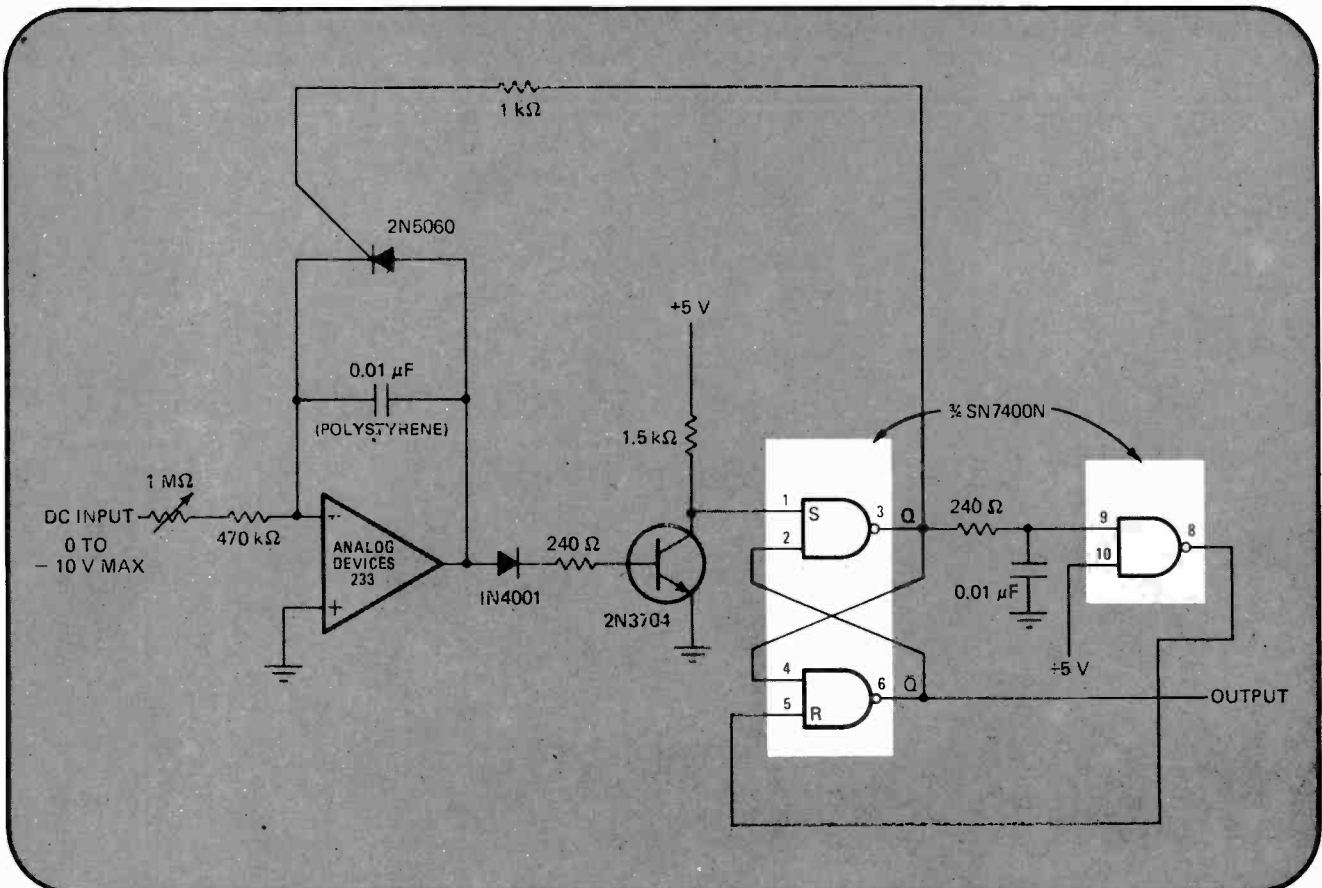 1 kΩ
2N5060
+5 V
0.01 µF
(POLYSTYRENE)
1.5 kΩ
¾ SN7400N
1 MΩ
DC INPUT
0 TO
– 10 V MAX
470 kΩ
–
ANALOG
DEVICES
233
+
1N4001
240 Ω
2N3704
1
S
2
3
Q
240 Ω
0.01 µF
9
10
8
+5 V
4
5
R
6
Q̄
OUTPUT